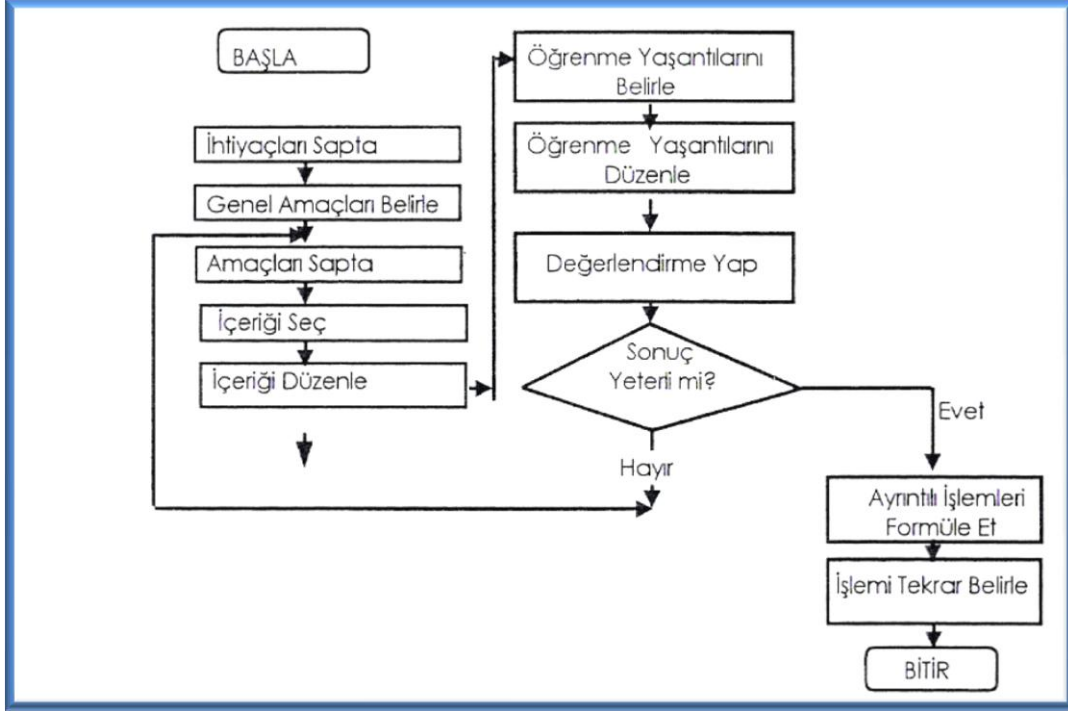 BAŞLA
İhtiyaçları Sapta
Genel Amaçları Belirle
Amaçları Sapta
İçeriği Seç
İçeriği Düzenle
Öğrenme Yaşantılarını
Belirle
Öğrenme Yaşantılarını
Düzenle
Değerlendirme Yap
Sonuç
Yeterli mi?
Evet
Hayır
Ayrıntılı İşlemleri
Formüle Et
İşlemi Tekrar Belirle
BİTİR